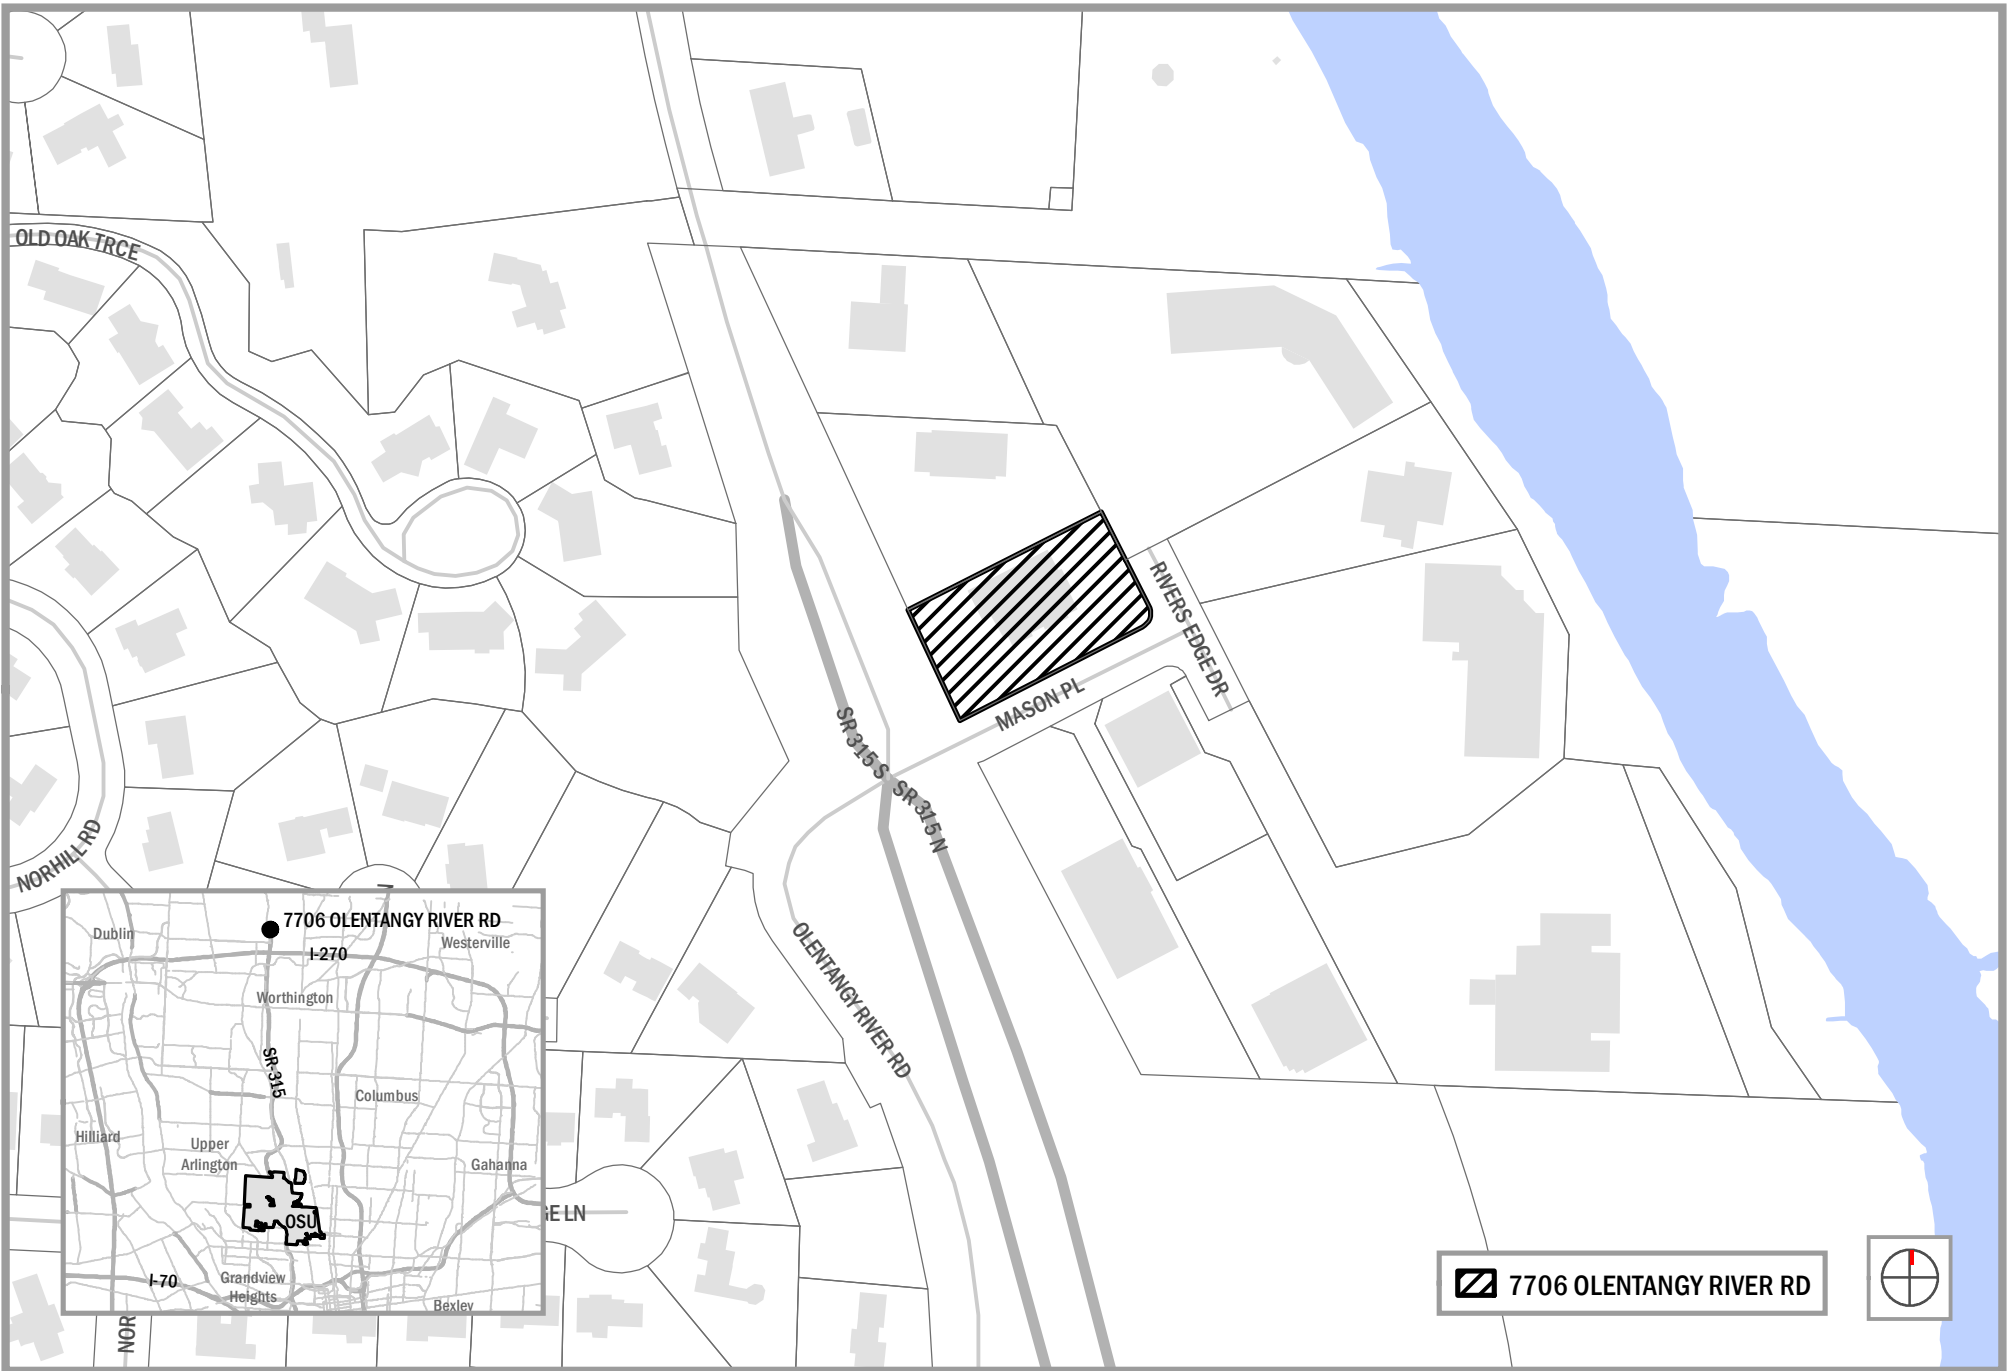 OLD OAK TRCE
RIVERS EDGE DR
MASON PL
SR 315 S
SR 315 N
NORHILL RD
OLENTANGY RIVER RD
7706 OLENTANGY RIVER RD
Dublin
Westerville
I-270
Worthington
SR-315
Columbus
Hilliard
Upper
Arlington
Gahanna
OSU
I-70
Grandview
Heights
Bexley
GE LN
NOR
7706 OLENTANGY RIVER RD